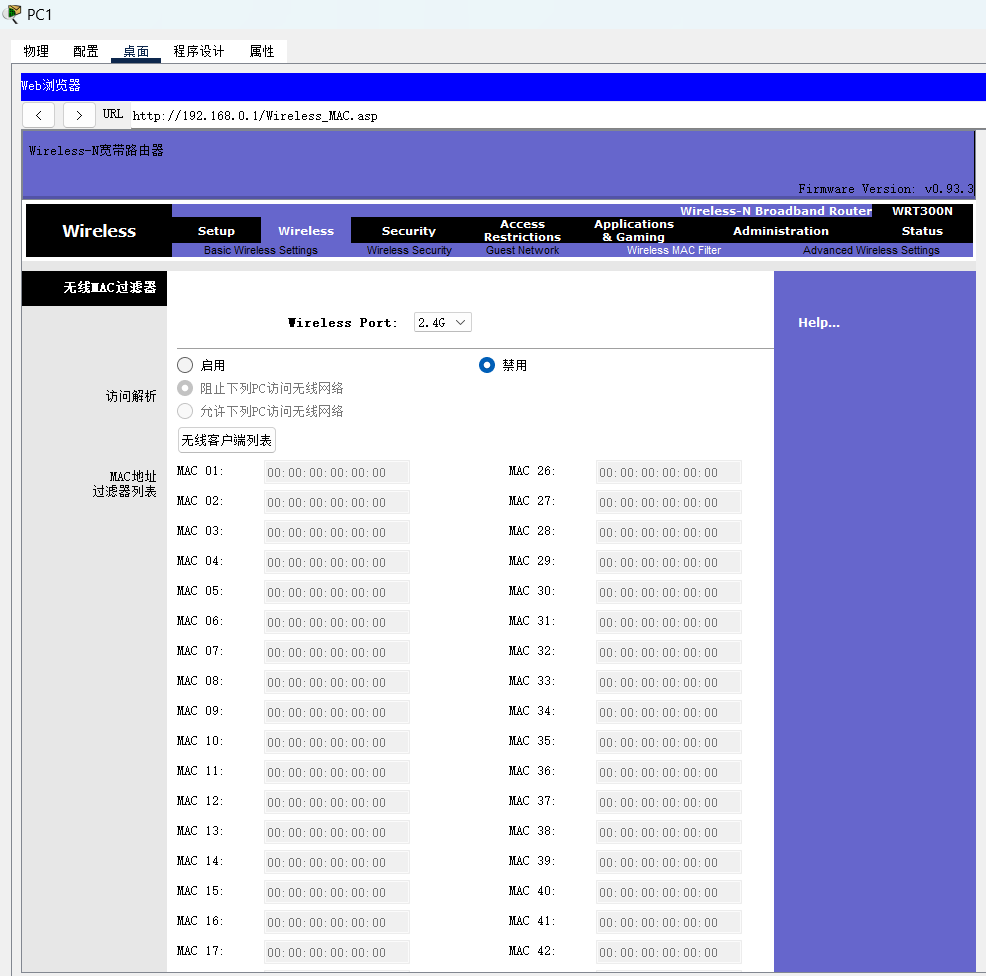 PC1
物理 配置 桌面 程序设计 属性
Web浏览器
< > URL http://192.168.0.1/Wireless_MAC.asp
Wireless-N宽带路由器
Firmware Version: v0.93.3
Wireless-N Broadband Router WRT300N
Wireless Setup Wireless Security Access Restrictions Applications & Gaming Administration Status
Basic Wireless Settings Wireless Security Guest Network Wireless MAC Filter Advanced Wireless Settings
无线MAC过滤器
Wireless Port: 2.4G
Help...
启用 禁用
访问解析
阻止下列PC访问无线网络
允许下列PC访问无线网络
无线客户端列表
MAC地址
过滤器列表
MAC 01: 00:00:00:00:00:00 MAC 26: 00:00:00:00:00:00
MAC 02: 00:00:00:00:00:00 MAC 27: 00:00:00:00:00:00
MAC 03: 00:00:00:00:00:00 MAC 28: 00:00:00:00:00:00
MAC 04: 00:00:00:00:00:00 MAC 29: 00:00:00:00:00:00
MAC 05: 00:00:00:00:00:00 MAC 30: 00:00:00:00:00:00
MAC 06: 00:00:00:00:00:00 MAC 31: 00:00:00:00:00:00
MAC 07: 00:00:00:00:00:00 MAC 32: 00:00:00:00:00:00
MAC 08: 00:00:00:00:00:00 MAC 33: 00:00:00:00:00:00
MAC 09: 00:00:00:00:00:00 MAC 34: 00:00:00:00:00:00
MAC 10: 00:00:00:00:00:00 MAC 35: 00:00:00:00:00:00
MAC 11: 00:00:00:00:00:00 MAC 36: 00:00:00:00:00:00
MAC 12: 00:00:00:00:00:00 MAC 37: 00:00:00:00:00:00
MAC 13: 00:00:00:00:00:00 MAC 38: 00:00:00:00:00:00
MAC 14: 00:00:00:00:00:00 MAC 39: 00:00:00:00:00:00
MAC 15: 00:00:00:00:00:00 MAC 40: 00:00:00:00:00:00
MAC 16: 00:00:00:00:00:00 MAC 41: 00:00:00:00:00:00
MAC 17: 00:00:00:00:00:00 MAC 42: 00:00:00:00:00:00